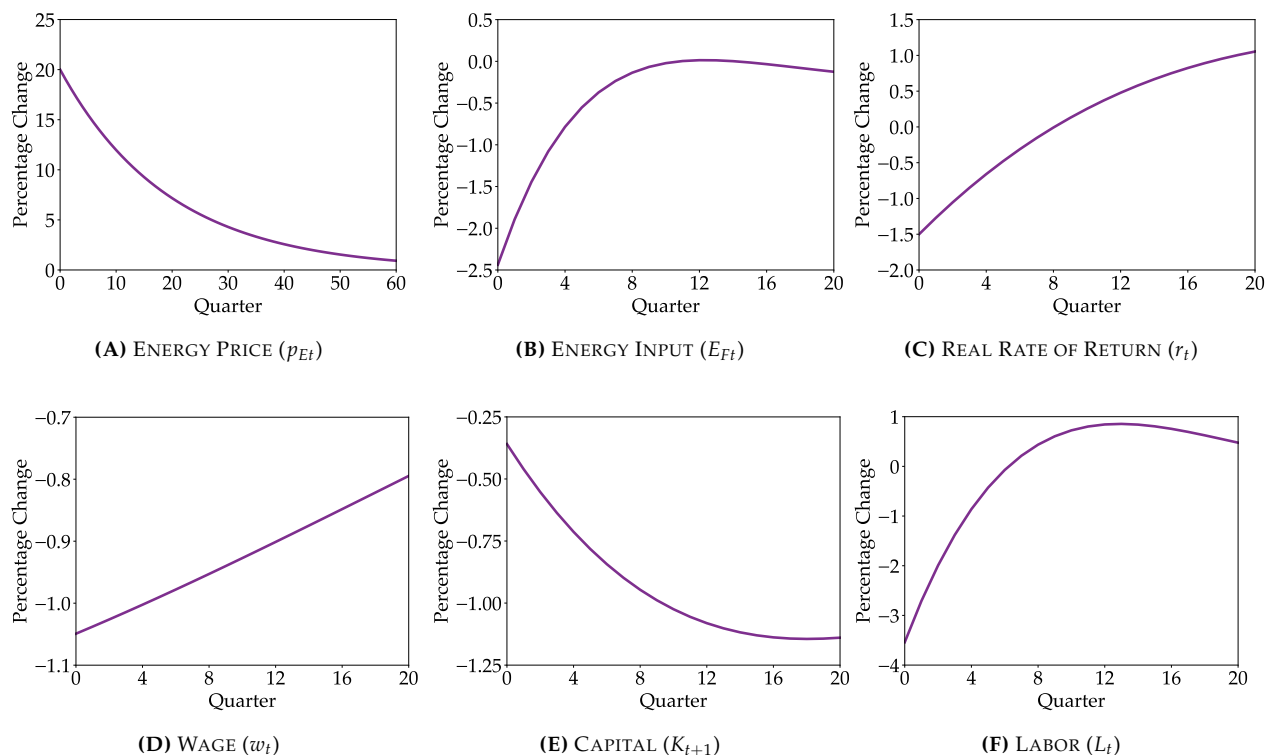 25
20
15
10
5
0
Percentage Change
0 10 20 30 40 50 60
Quarter
(A) ENERGY PRICE (p_{Et})
0.5
0.0
−0.5
−1.0
−1.5
−2.0
−2.5
Percentage Change
0 4 8 12 16 20
Quarter
(B) ENERGY INPUT (E_{Ft})
1.5
1.0
0.5
0.0
−0.5
−1.0
−1.5
−2.0
Percentage Change
0 4 8 12 16 20
Quarter
(C) REAL RATE OF RETURN (r_t)
−0.7
−0.8
−0.9
−1.0
−1.1
Percentage Change
0 4 8 12 16 20
Quarter
(D) WAGE (w_t)
−0.25
−0.50
−0.75
−1.00
−1.25
Percentage Change
0 4 8 12 16 20
Quarter
(E) CAPITAL (K_{t+1})
1
0
−1
−2
−3
−4
Percentage Change
0 4 8 12 16 20
Quarter
(F) LABOR (L_t)